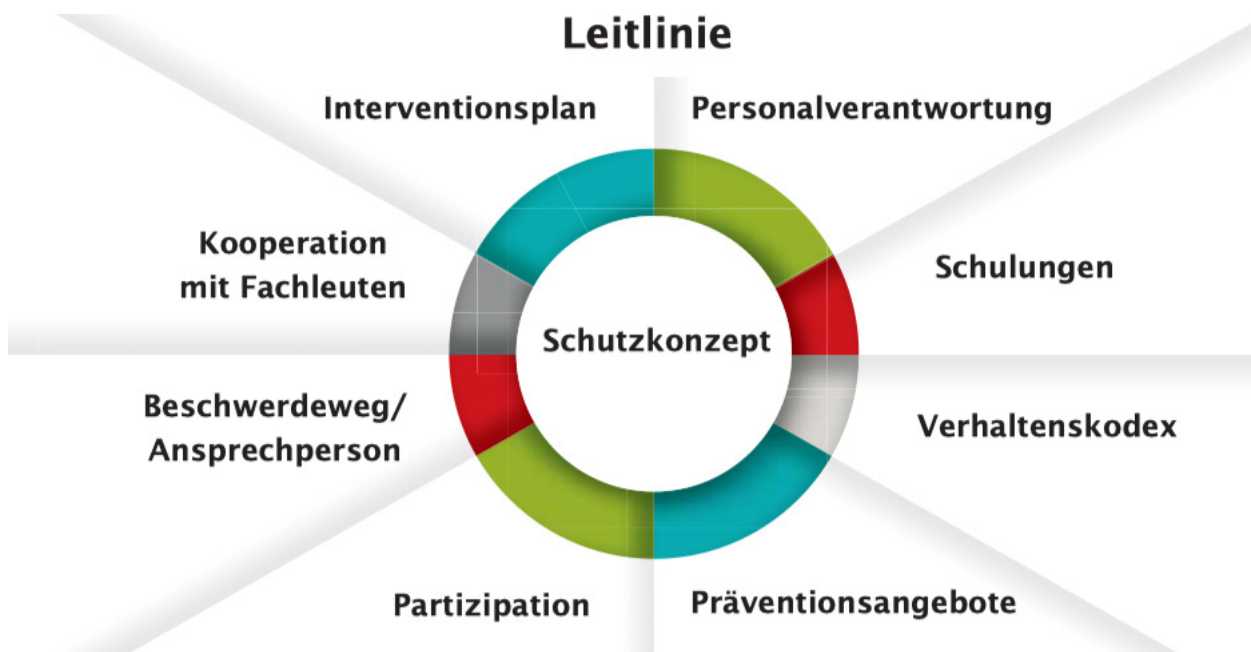 Leitlinie
Interventionsplan
Personalverantwortung
Kooperation
mit Fachleuten
Schulungen
Schutzkonzept
Beschwerdeweg/
Ansprechperson
Verhaltenskodex
Partizipation
Präventionsangebote